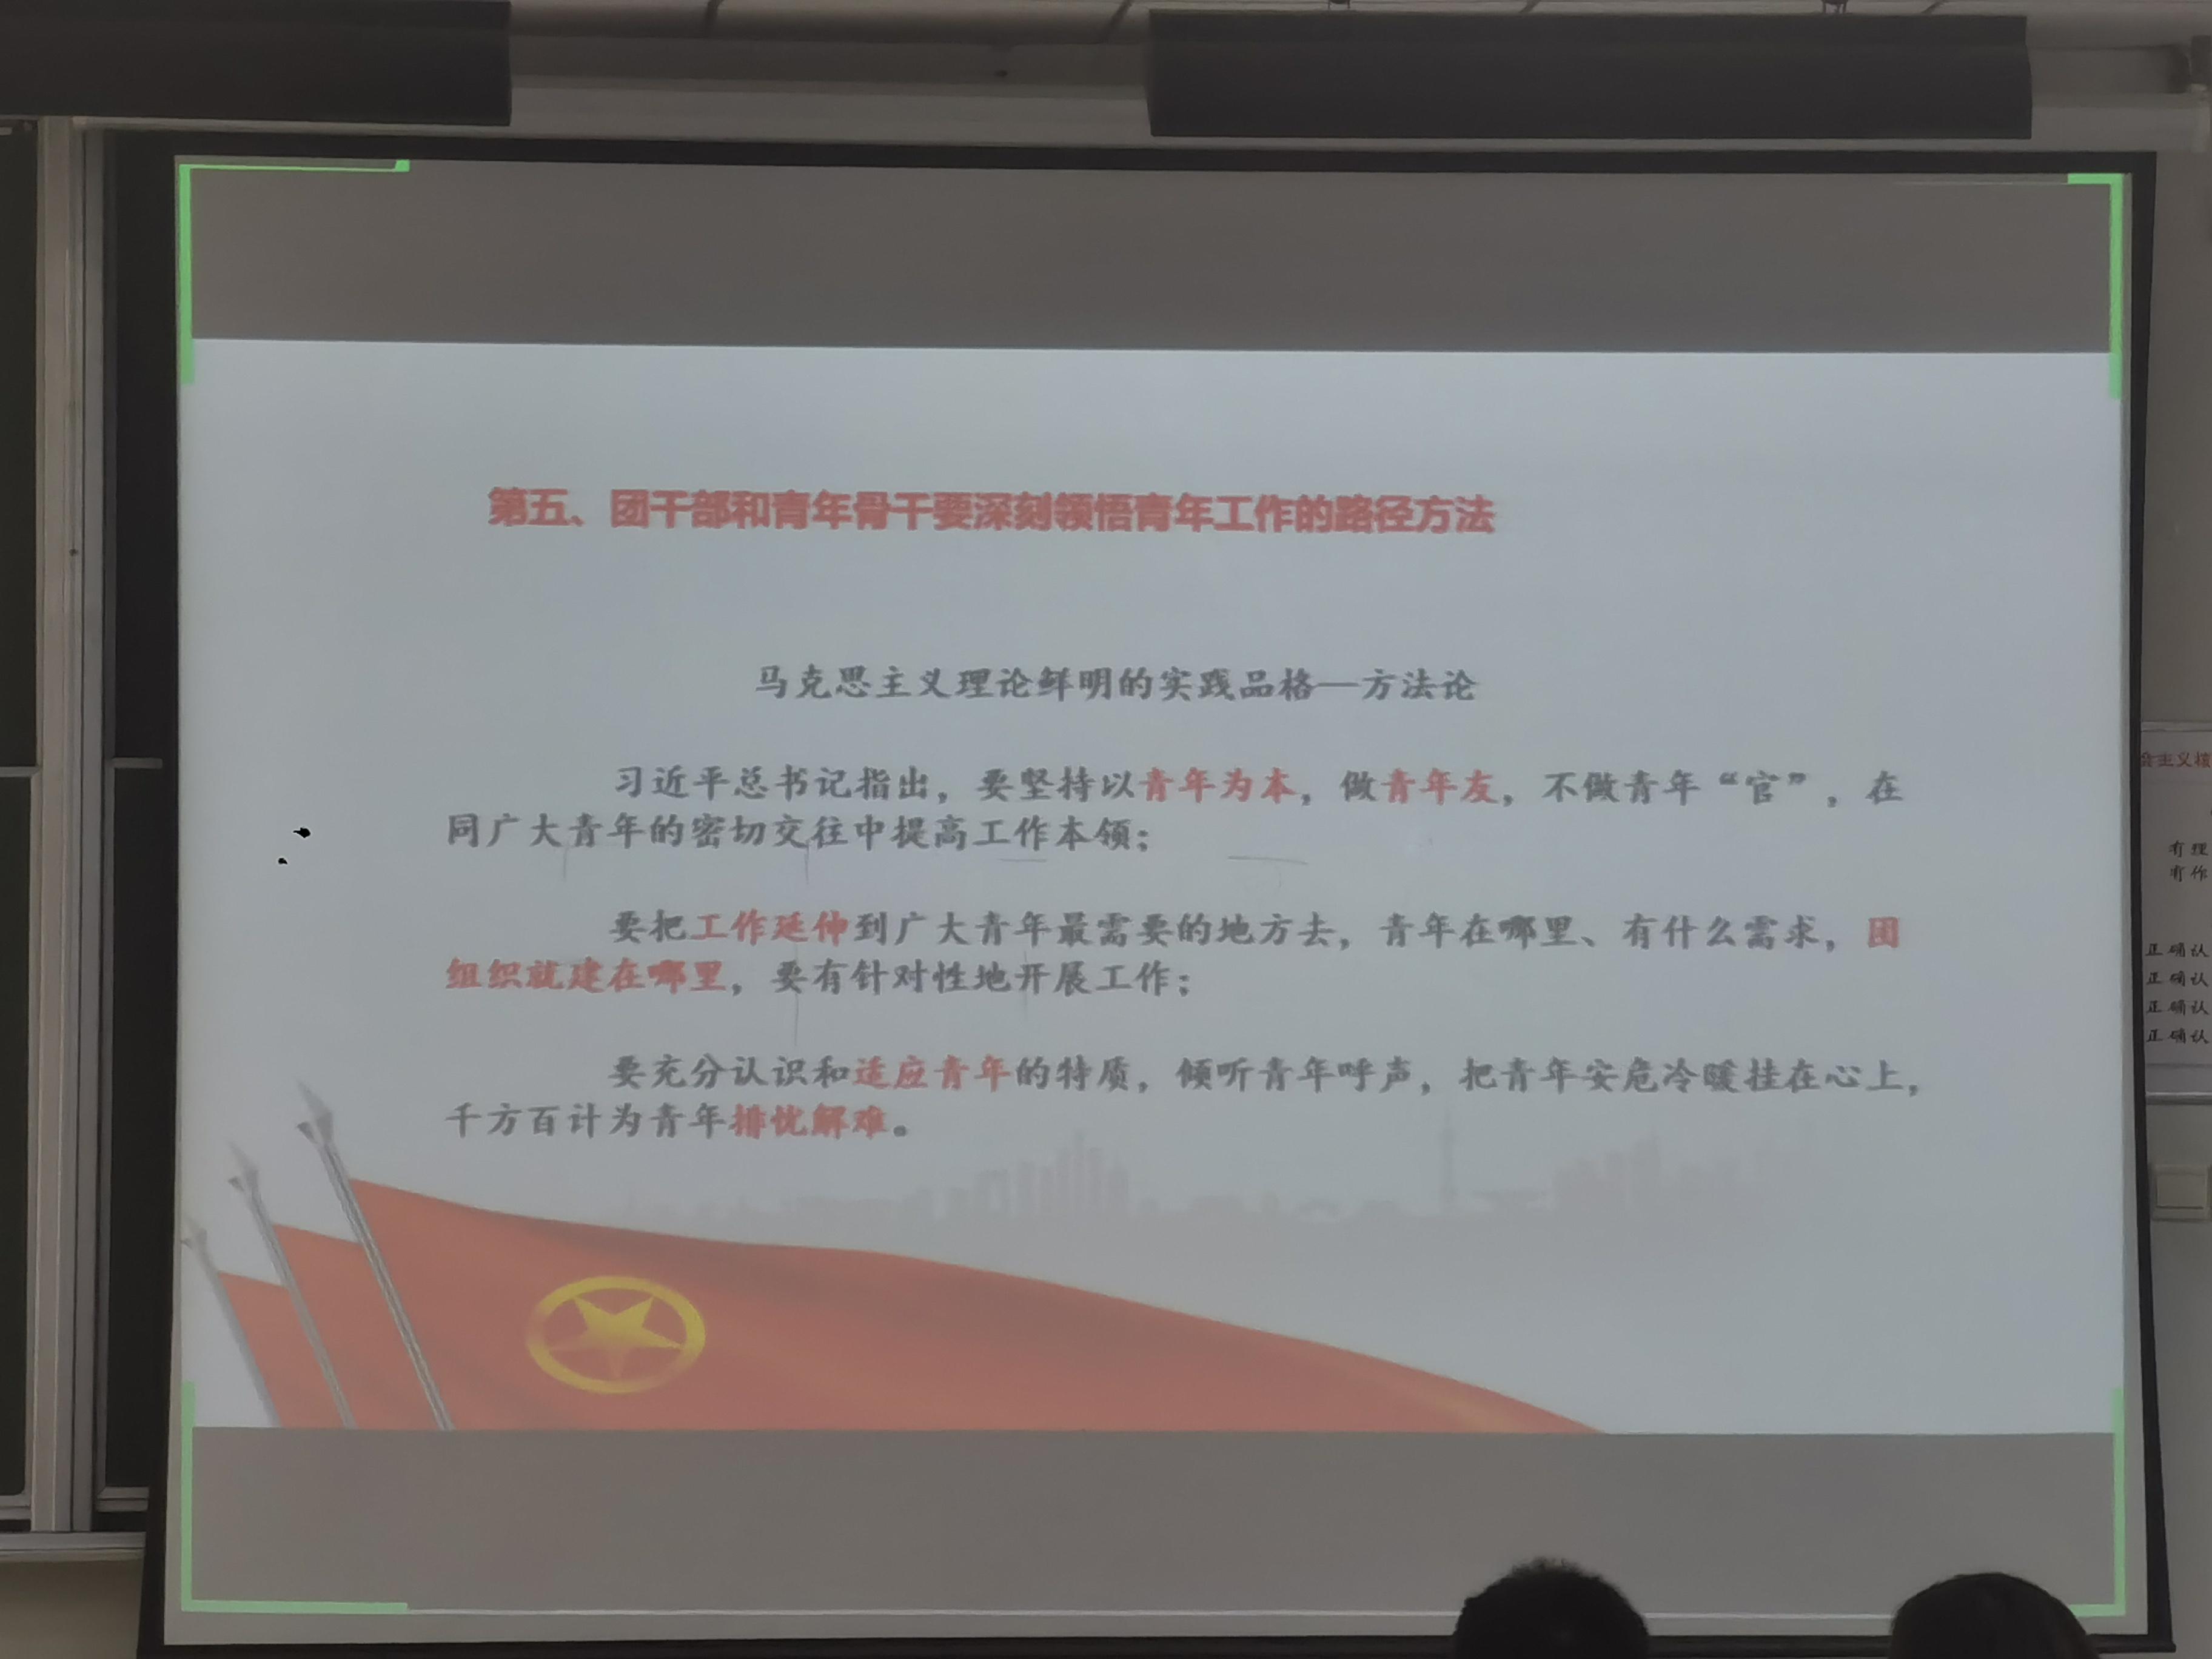 第五、团干部和青年骨干要深刻领悟青年工作的路径方法
马克思主义理论鲜明的实践品格—方法论
习近平总书记指出，要坚持以青年为本，做青年友，不做青年“官”，在
同广大青年的密切交往中提高工作本领；
要把工作延伸到广大青年最需要的地方去，青年在哪里、有什么需求，团
组织就建在哪里，要有针对性地开展工作；
要充分认识和适应青年的特质，倾听青年呼声，把青年安危冷暖挂在心上，
千方百计为青年排忧解难。
会主义核
有理
有作
正确认
正确认
正确认
正确认